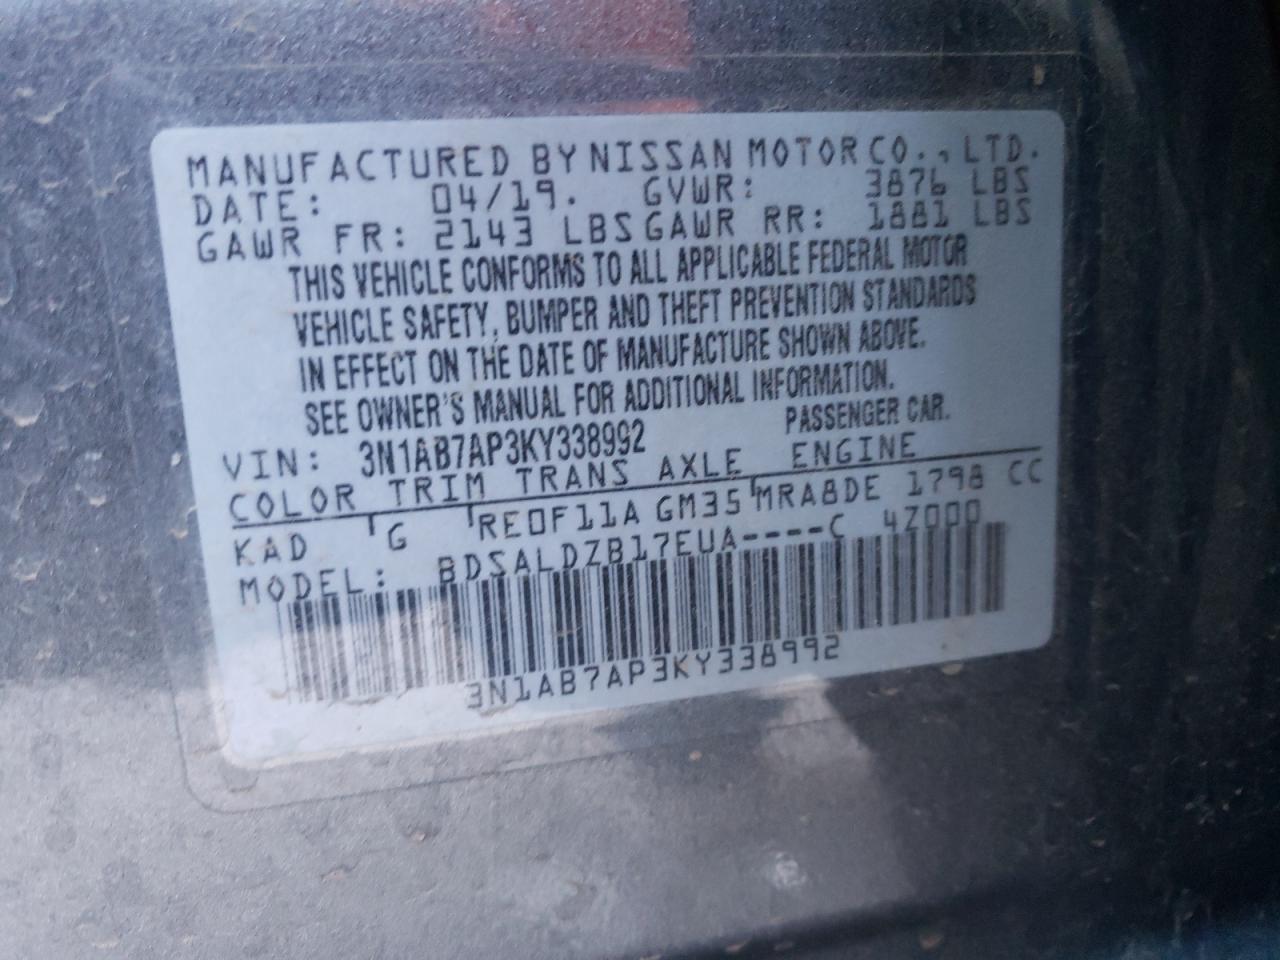 MANUFACTURED BY NISSAN MOTOR CO., LTD.
DATE: 04/19. GVWR: 3876 LBS
GAWR FR: 2143 LBS GAWR RR: 1881 LBS
THIS VEHICLE CONFORMS TO ALL APPLICABLE FEDERAL MOTOR
VEHICLE SAFETY, BUMPER AND THEFT PREVENTION STANDARDS
IN EFFECT ON THE DATE OF MANUFACTURE SHOWN ABOVE.
SEE OWNER'S MANUAL FOR ADDITIONAL INFORMATION.
VIN: 3N1AB7AP3KY338992 PASSENGER CAR.
COLOR TRIM TRANS AXLE ENGINE
KAD G RE0F11A GM35 MRA8DE 1798 CC
MODEL: BDSALDZB17EUA----C 4Z000
3N1AB7AP3KY338992